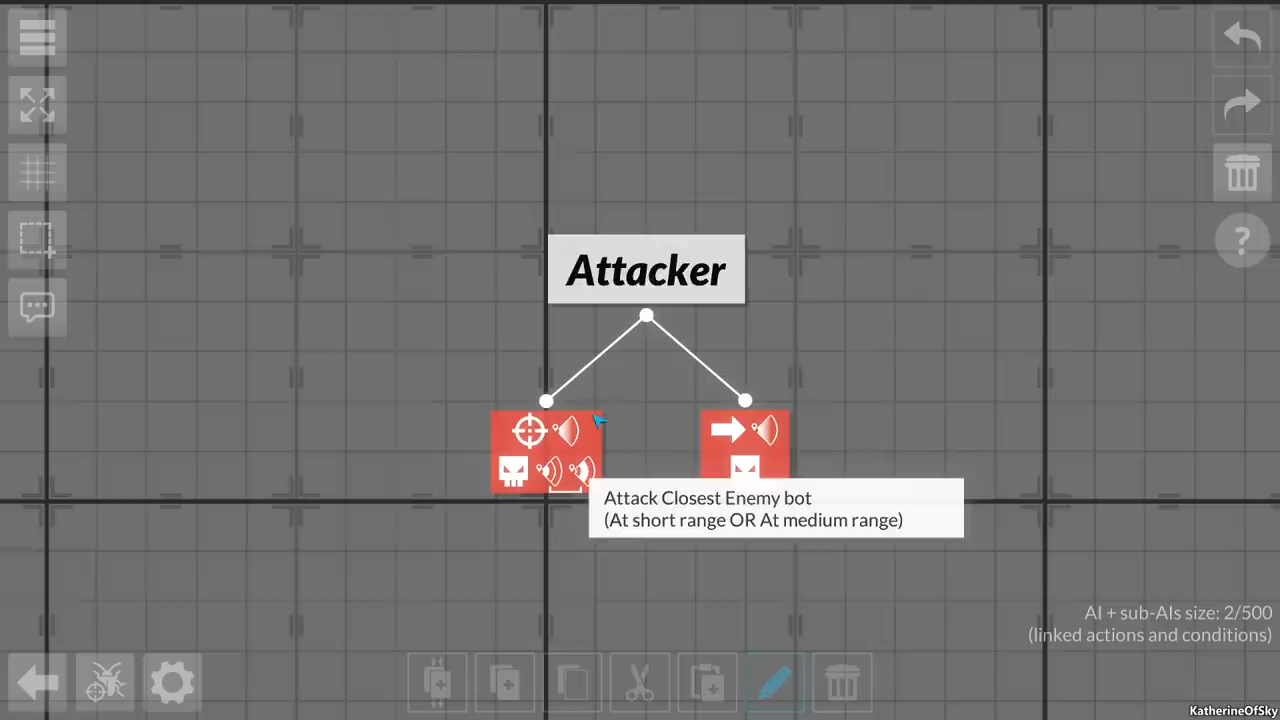 Attacker
Attack Closest Enemy bot
(At short range OR At medium range)
AI + sub-AIs size: 2/500
(linked actions and conditions)
?
KatherineOfSky